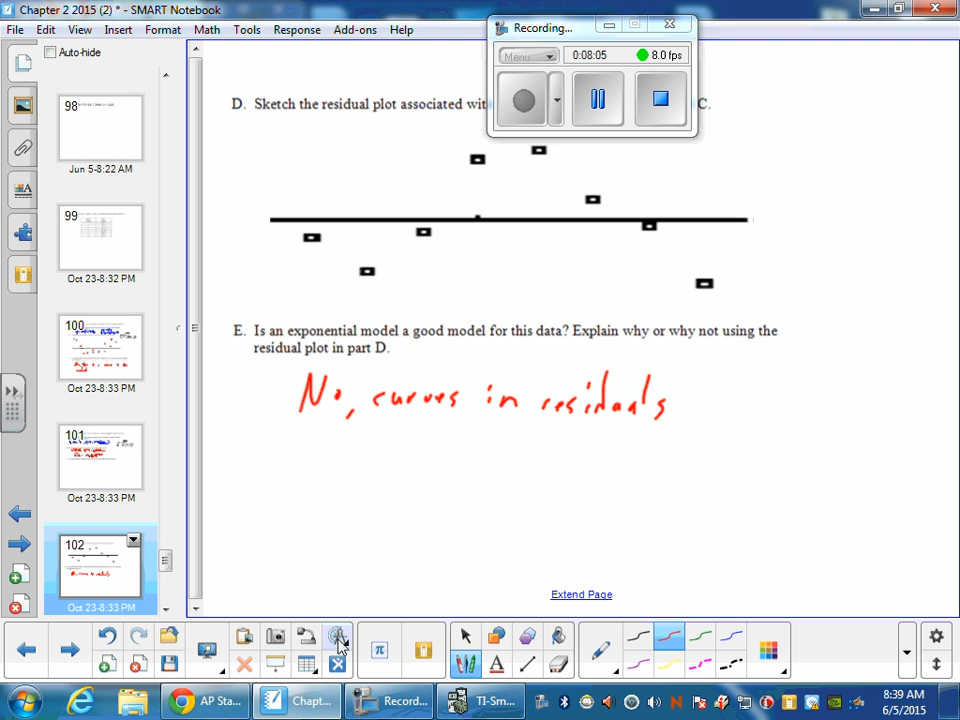 Chapter 2 2015 (2) * - SMART Notebook
File Edit View Insert Format Math Tools Response Add-ons Help
Recording...
Menu 0:08:05 8.0 fps
Auto-hide
98
Jun 5-8:22 AM
99
Oct 23-8:32 PM
100
Oct 23-8:33 PM
101
Oct 23-8:33 PM
102
Oct 23-8:33 PM
D. Sketch the residual plot associated wit C.
E. Is an exponential model a good model for this data? Explain why or why not using the
residual plot in part D.
No, curves in residuals
Extend Page
π
A
AP Sta... Chapt... Record... TI-Sm...
8:39 AM
6/5/2015